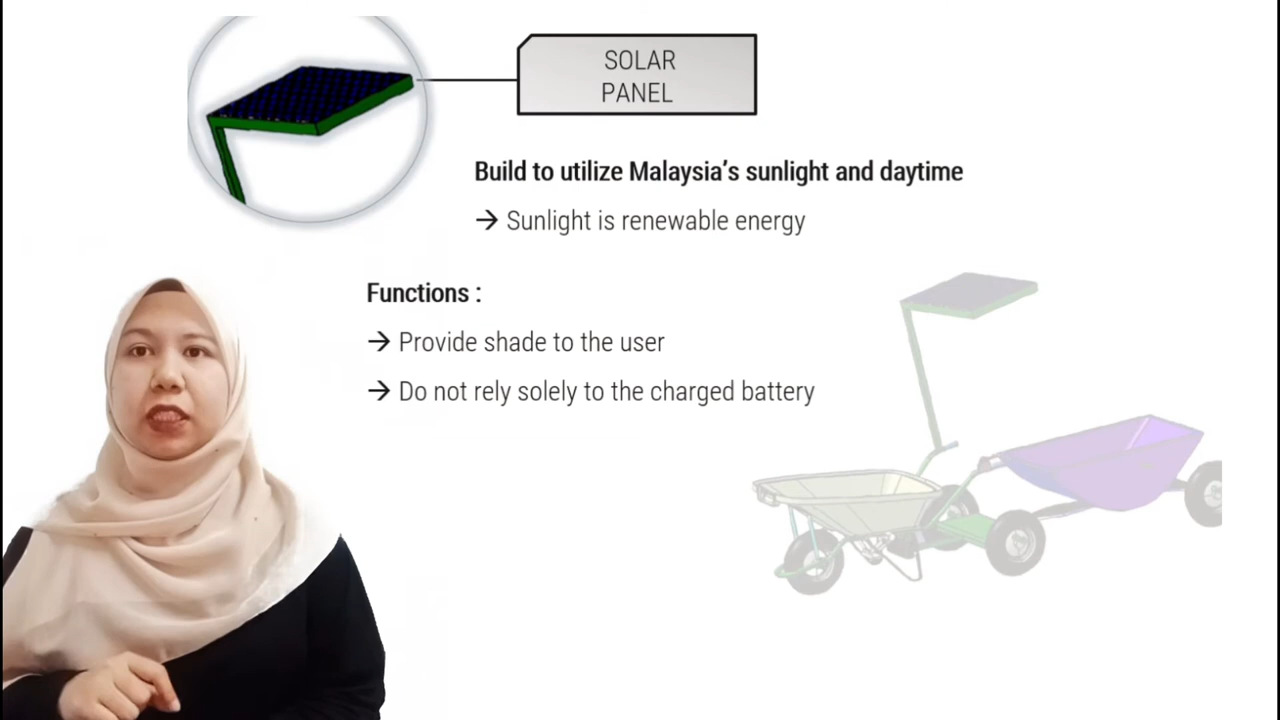 SOLAR
PANEL
Build to utilize Malaysia's sunlight and daytime
→ Sunlight is renewable energy
Functions :
→ Provide shade to the user
→ Do not rely solely to the charged battery